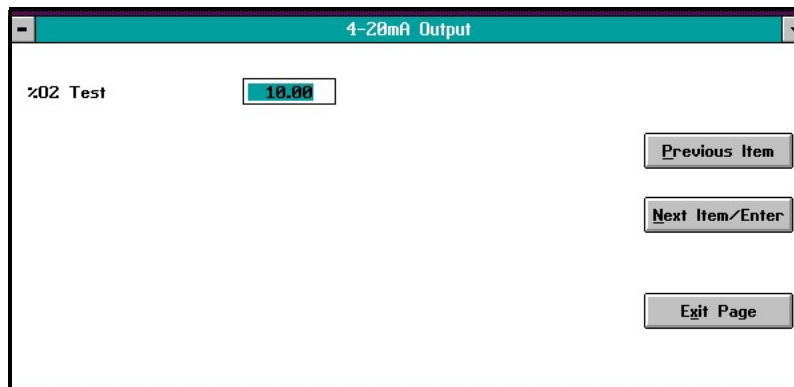 4-20mA Output
%O2 Test 10.00
Previous Item
Next Item/Enter
Exit Page